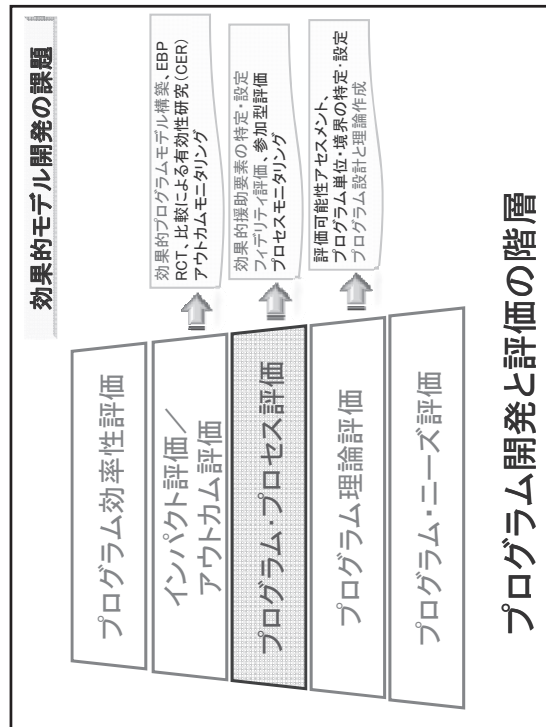 効果的モデル開発の課題
プログラム効率性評価
インパクト評価／
アウトカム評価
効果的プログラムモデル構築、EBP
RCT、比較による有効性研究(CER)
アウトカムモニタリング
プログラム・プロセス評価
効果的援助要素の特定・設定
フィデリティ評価、参加型評価
プロセスモニタリング
プログラム理論評価
評価可能性アセスメント、
プログラム単位・境界の特定・設定
プログラム設計と理論作成
プログラム・ニーズ評価
プログラム開発と評価の階層